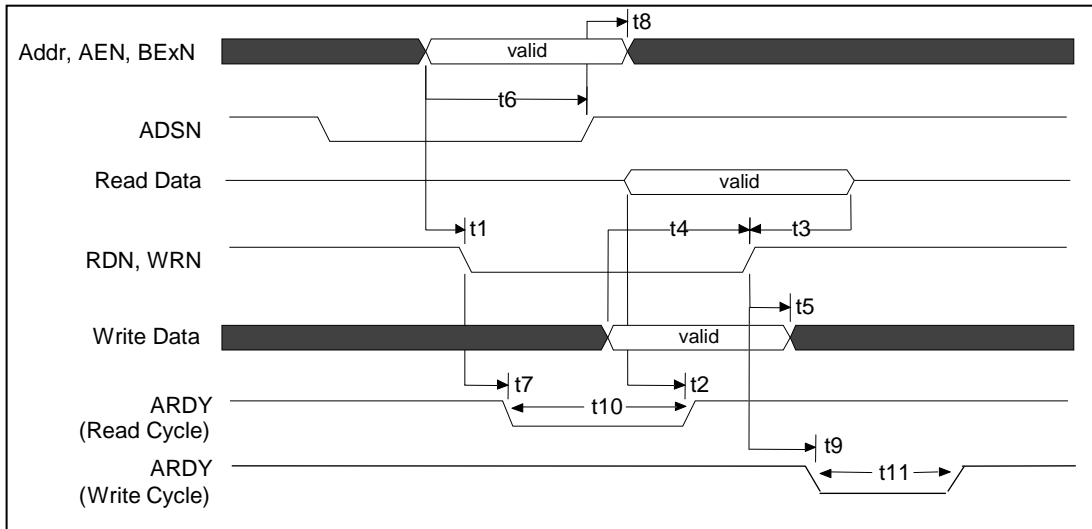 t8
Addr, AEN, BExN
valid
t6
ADSN
Read Data
valid
t1
t4
t3
RDN, WRN
t5
Write Data
valid
t7
t2
ARDY
(Read Cycle)
t10
t9
ARDY
(Write Cycle)
t11